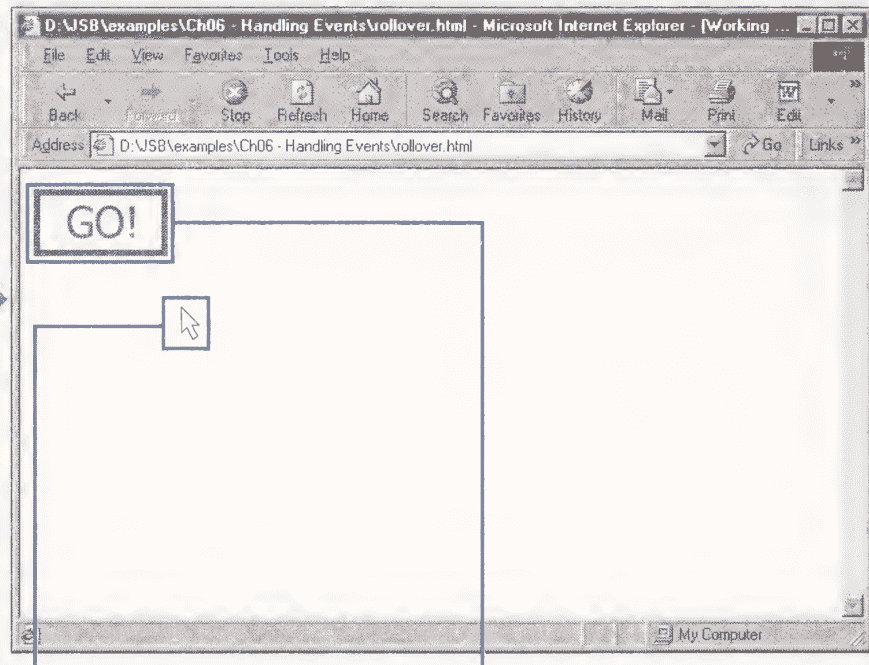 D:\JSB\examples\Ch06 - Handling Events\rollover.html - Microsoft Internet Explorer - [Working ...
File Edit View Favorites Tools Help
Back Forward Stop Refresh Home Search Favorites History Mail Print Edit »
Address D:\JSB\examples\Ch06 - Handling Events\rollover.html Go Links »
GO!
My Computer